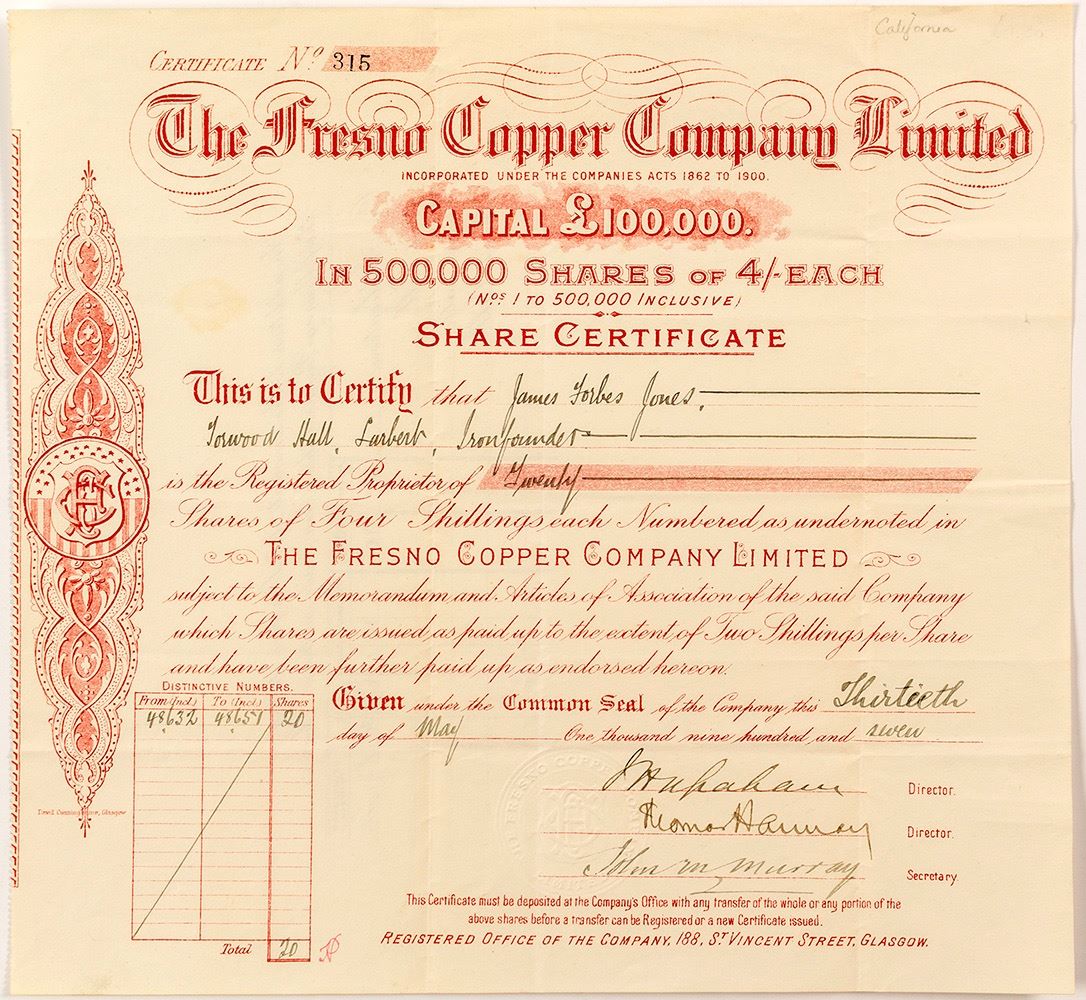 California
Certificate No 315
The Fresno Copper Company Limited
INCORPORATED UNDER THE COMPANIES ACTS 1862 TO 1900.
CAPITAL £100,000.
IN 500,000 SHARES OF 4/- EACH
(Nos 1 TO 500,000 INCLUSIVE)
SHARE CERTIFICATE
This is to Certify that James Forbes Jones,
Torwood Hall, Larbert, Ironfounder
is the Registered Proprietor of Twenty
Shares of Four Shillings each Numbered as undernoted in
THE FRESNO COPPER COMPANY LIMITED
subject to the Memorandum and Articles of Association of the said Company
which Shares are issued as paid up to the extent of Two Shillings per Share
and have been further paid up as endorsed hereon.
DISTINCTIVE NUMBERS.
From (Incl.) To (Incl.) Shares
48632 48651 20
Total 20
Given under the Common Seal of the Company this Thirtieth
day of May One thousand nine hundred and seven
Director.
Thomas Hannay Director.
John M Murray Secretary.
This Certificate must be deposited at the Company's Office with any transfer of the whole or any portion of the
above shares before a transfer can be Registered or a new Certificate issued.
REGISTERED OFFICE OF THE COMPANY, 188, ST VINCENT STREET, GLASGOW.